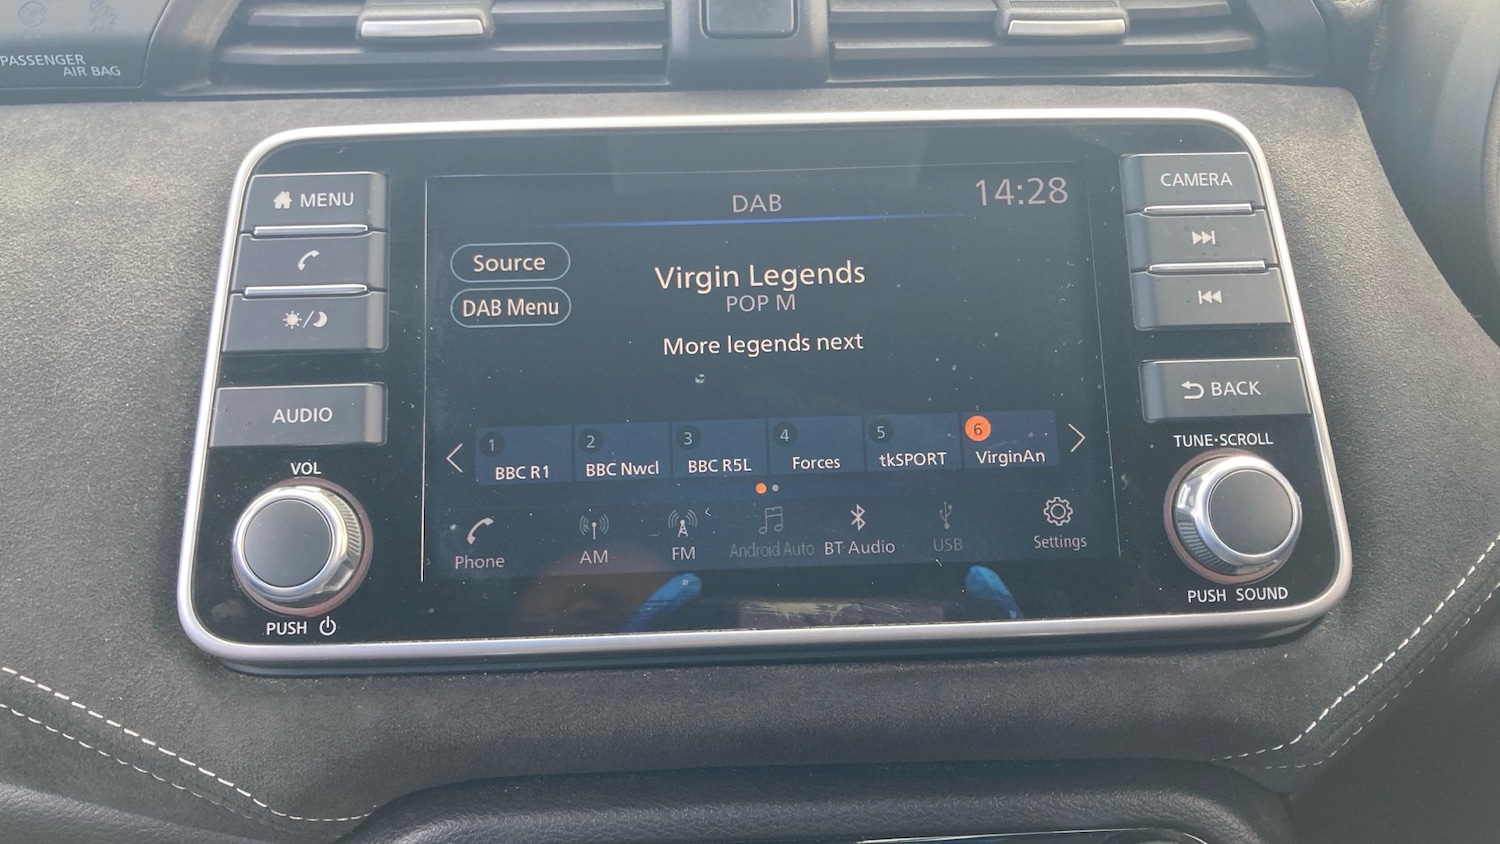 PASSENGER
AIR BAG
MENU
AUDIO
VOL
PUSH
DAB
14:28
Source
DAB Menu
Virgin Legends
POP M
More legends next
1
BBC R1
2
BBC Nwcl
3
BBC R5L
4
Forces
5
tkSPORT
6
VirginAn
Phone
AM
FM
Android Auto
BT Audio
USB
Settings
CAMERA
BACK
TUNE·SCROLL
PUSH SOUND